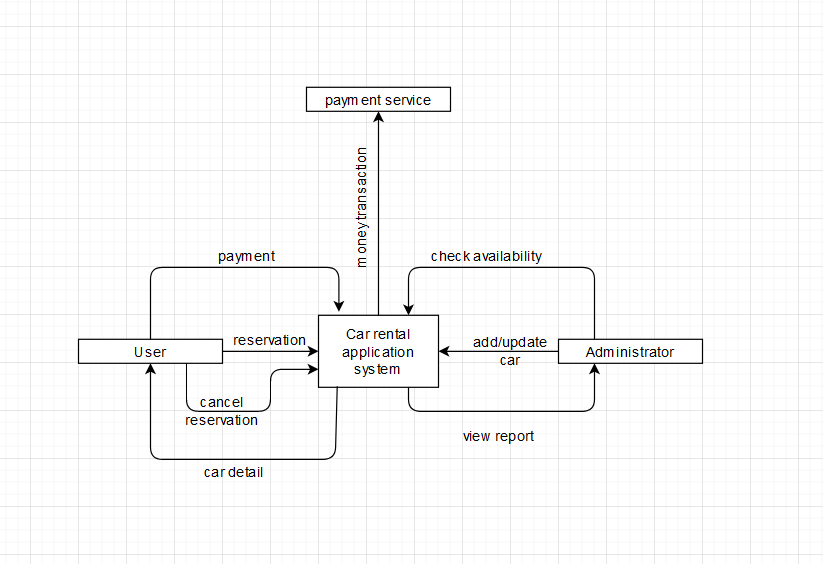 payment service
money transaction
payment
check availability
Car rental
application
system
reservation
add/update
car
User
Administrator
cancel
reservation
view report
car detail